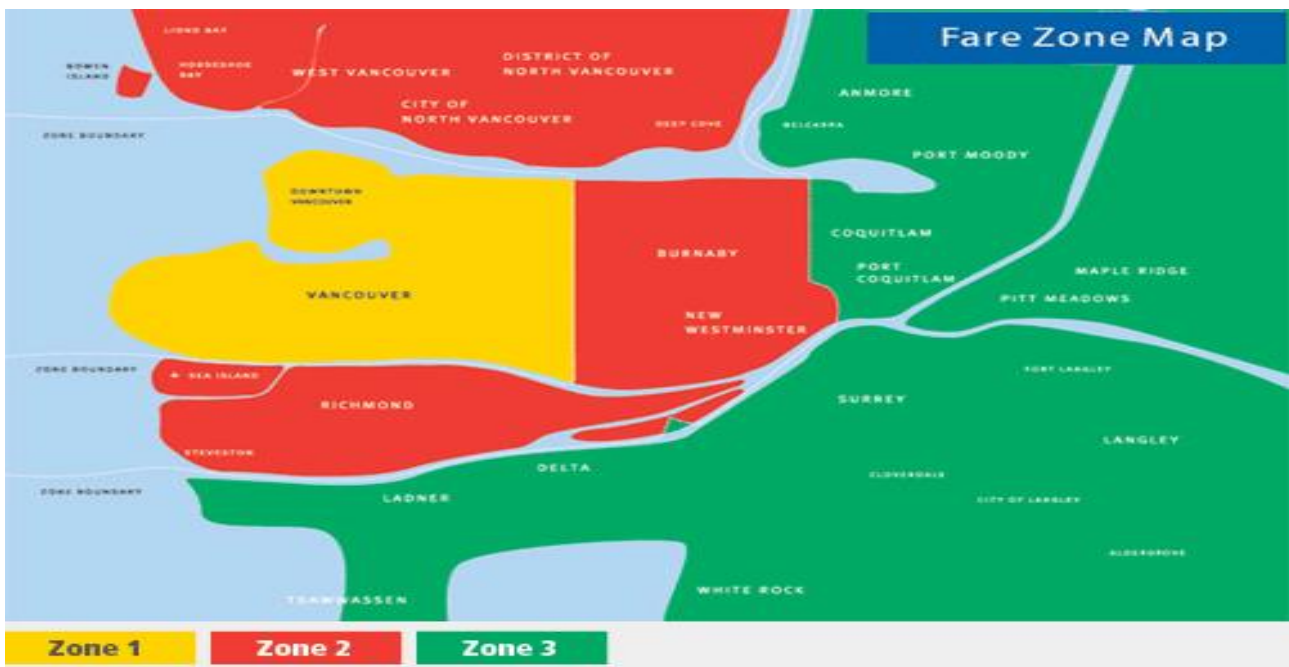 Fare Zone Map
LIONS BAY
BOWEN
ISLAND
HORSESHOE
BAY
WEST VANCOUVER
DISTRICT OF
NORTH VANCOUVER
CITY OF
NORTH VANCOUVER
DEEP COVE
ANMORE
BELCARRA
PORT MOODY
ZONE BOUNDARY
DOWNTOWN
VANCOUVER
VANCOUVER
BURNABY
NEW
WESTMINSTER
COQUITLAM
PORT
COQUITLAM
MAPLE RIDGE
PITT MEADOWS
ZONE BOUNDARY
SEA ISLAND
RICHMOND
STEVESTON
FORT LANGLEY
SURREY
LANGLEY
ZONE BOUNDARY
LADNER
DELTA
CLOVERDALE
CITY OF LANGLEY
ALDERGROVE
TSAWWASSEN
WHITE ROCK
Zone 1
Zone 2
Zone 3